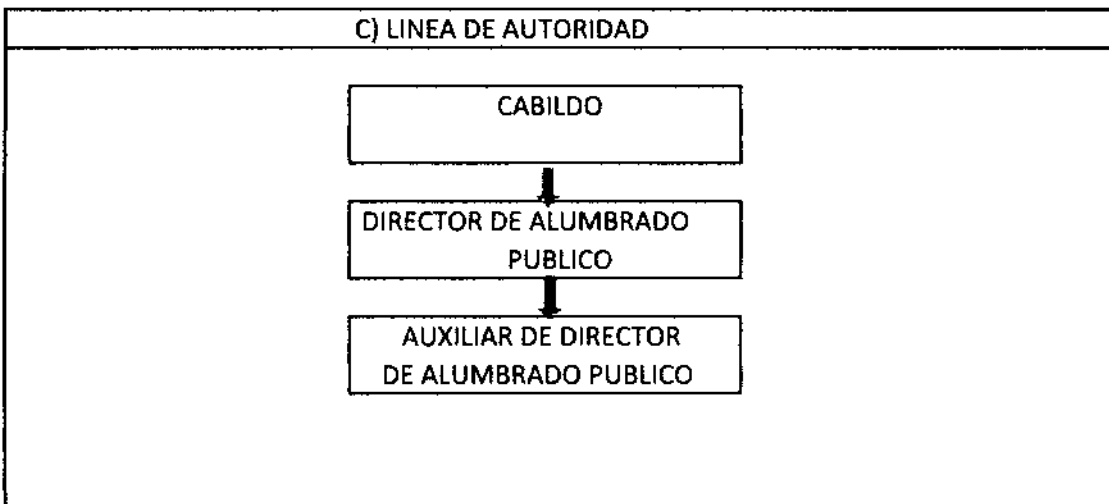 C) LINEA DE AUTORIDAD
CABILDO
DIRECTOR DE ALUMBRADO
PUBLICO
AUXILIAR DE DIRECTOR
DE ALUMBRADO PUBLICO